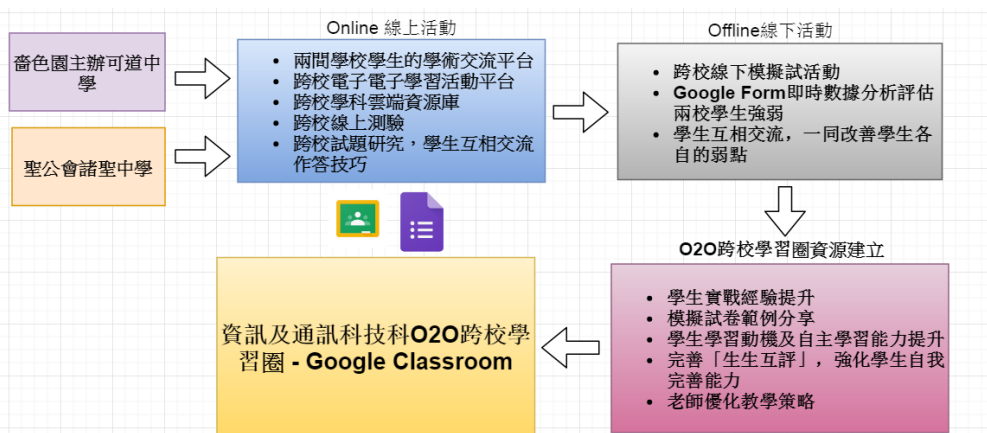 Online 線上活動
嗇色園主辦可道中
學
聖公會諸聖中學
兩間學校學生的學術交流平台
跨校電子電子學習活動平台
跨校學科雲端資源庫
跨校線上測驗
跨校試題研究，學生互相交流
作答技巧
Offline線下活動
跨校線下模擬試活動
Google Form即時數據分析評估
兩校學生強弱
學生互相交流，一同改善學生各
自的弱點
O2O跨校學習圈資源建立
學生實戰經驗提升
模擬試卷範例分享
學生學習動機及自主學習能力提升
完善「生生互評」，強化學生自我
完善能力
老師優化教學策略
資訊及通訊科技科O2O跨校學
習圈 - Google Classroom